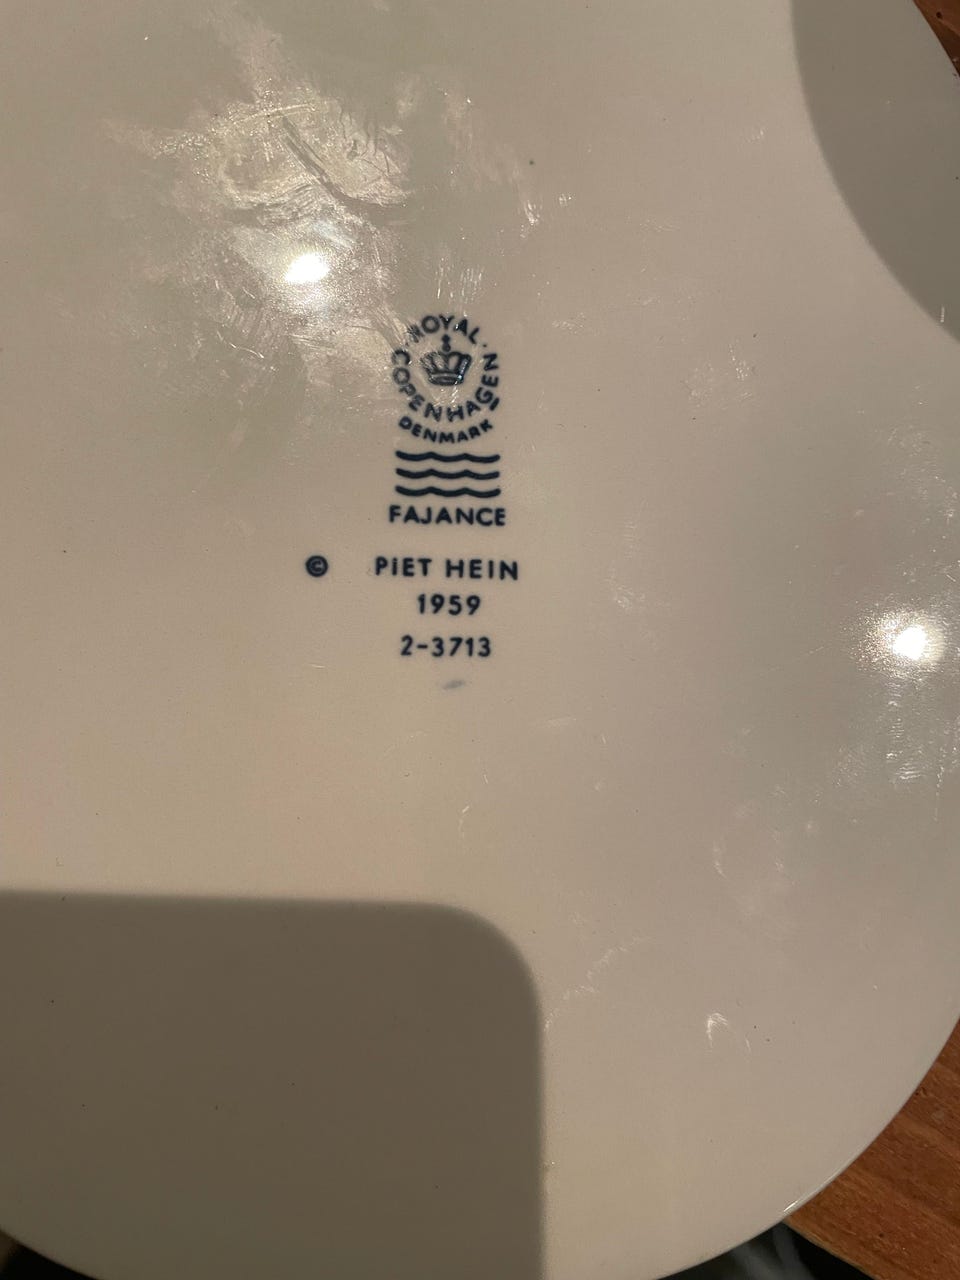 ROYAL
COPENHAGEN
DENMARK
FAJANCE
© PiET HEIN
1959
2-3713